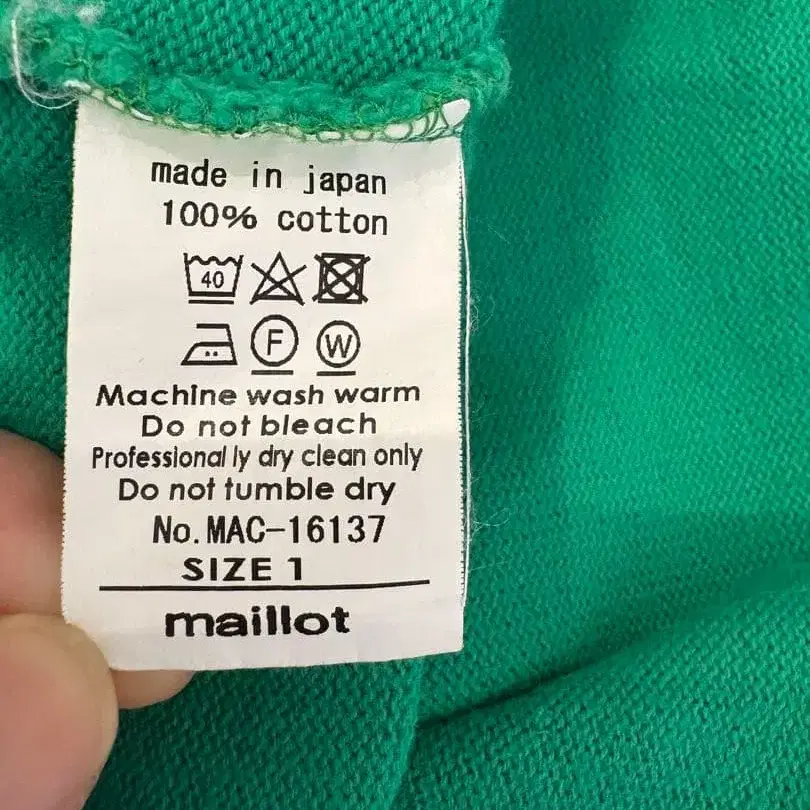 made in japan
100% cotton
40
F W
Machine wash warm
Do not bleach
Professional ly dry clean only
Do not tumble dry
No. MAC-16137
SIZE 1
maillot